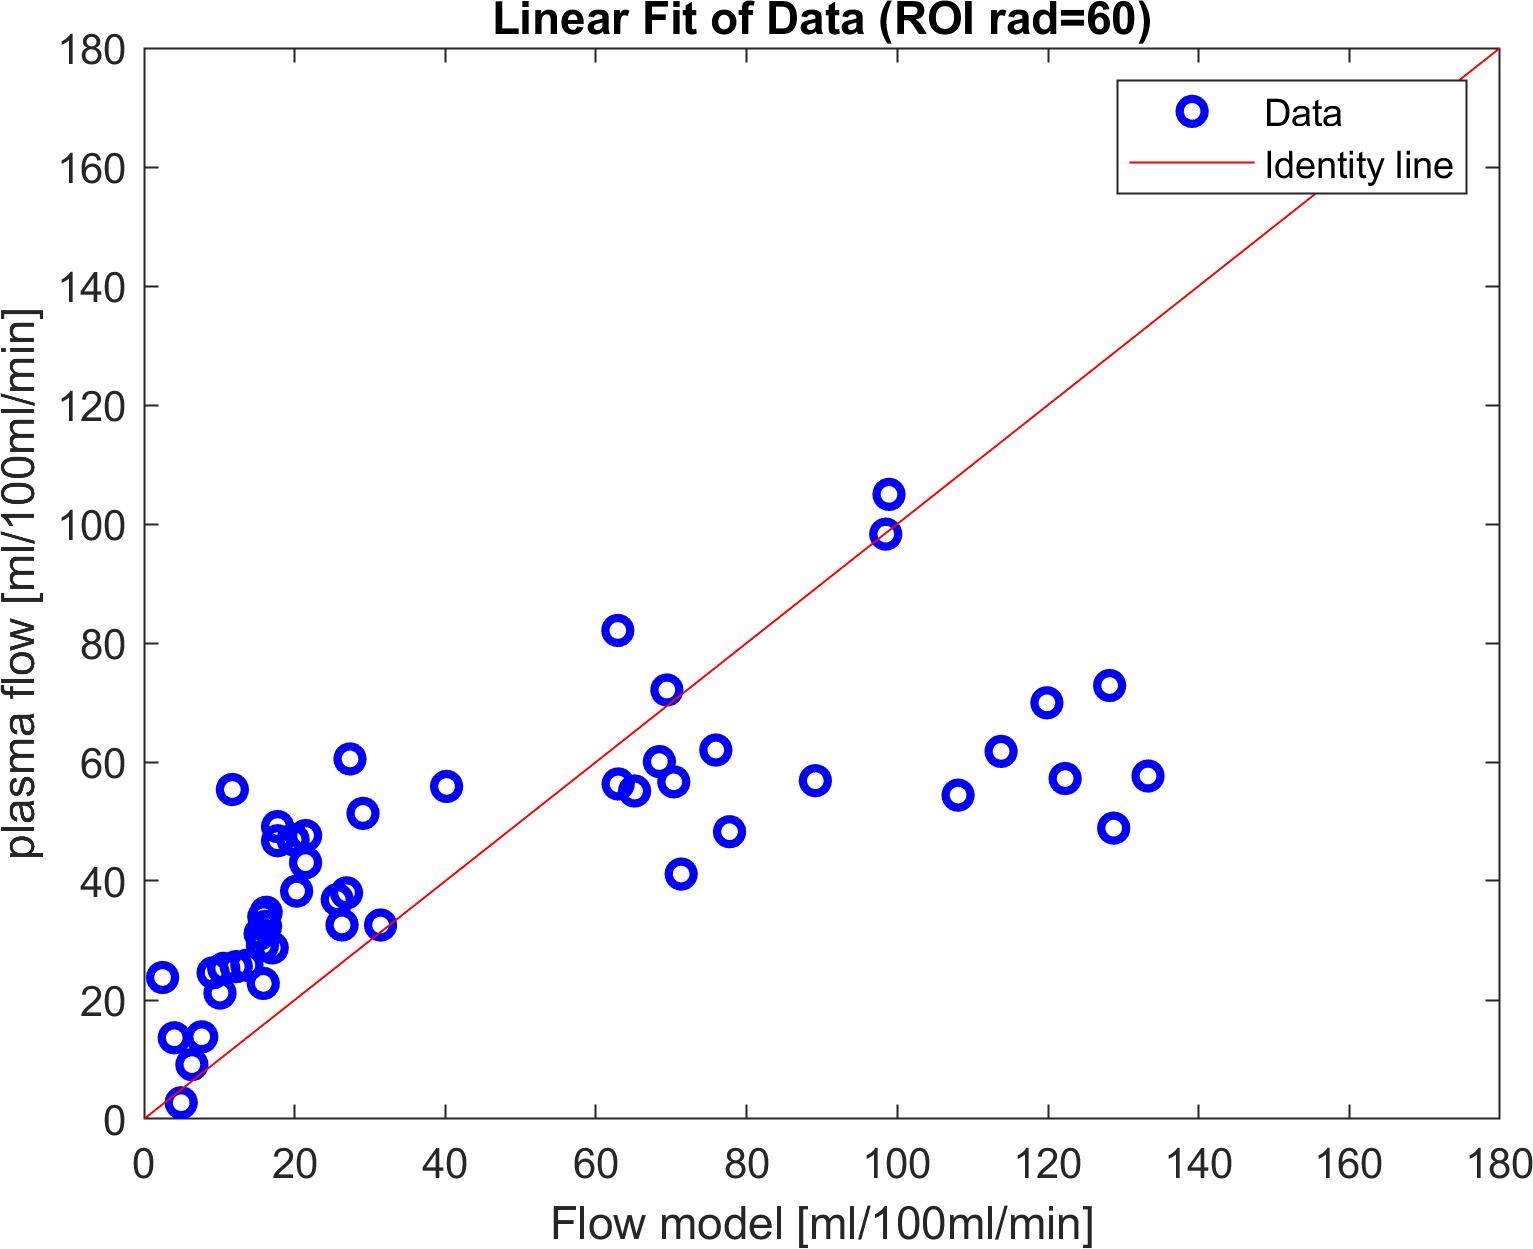 Linear Fit of Data (ROI rad=60)
180
160
140
120
100
80
60
40
20
0
plasma flow [ml/100ml/min]
Data
Identity line
0 20 40 60 80 100 120 140 160 180
Flow model [ml/100ml/min]